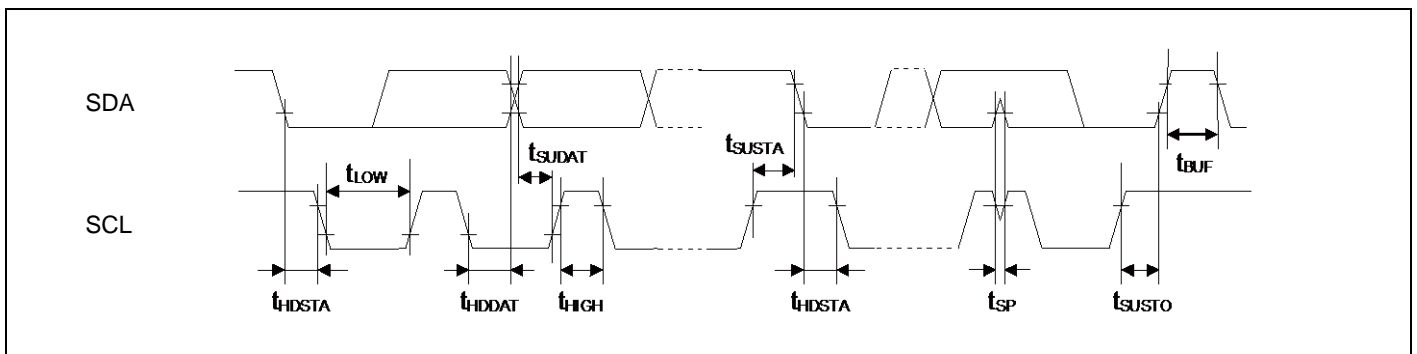 SDA
tSUDAT
tSUSTA
tBUF
tLOW
SCL
tHDSTA
tHDDAT
tHIGH
tHDSTA
tSP
tSUSTO